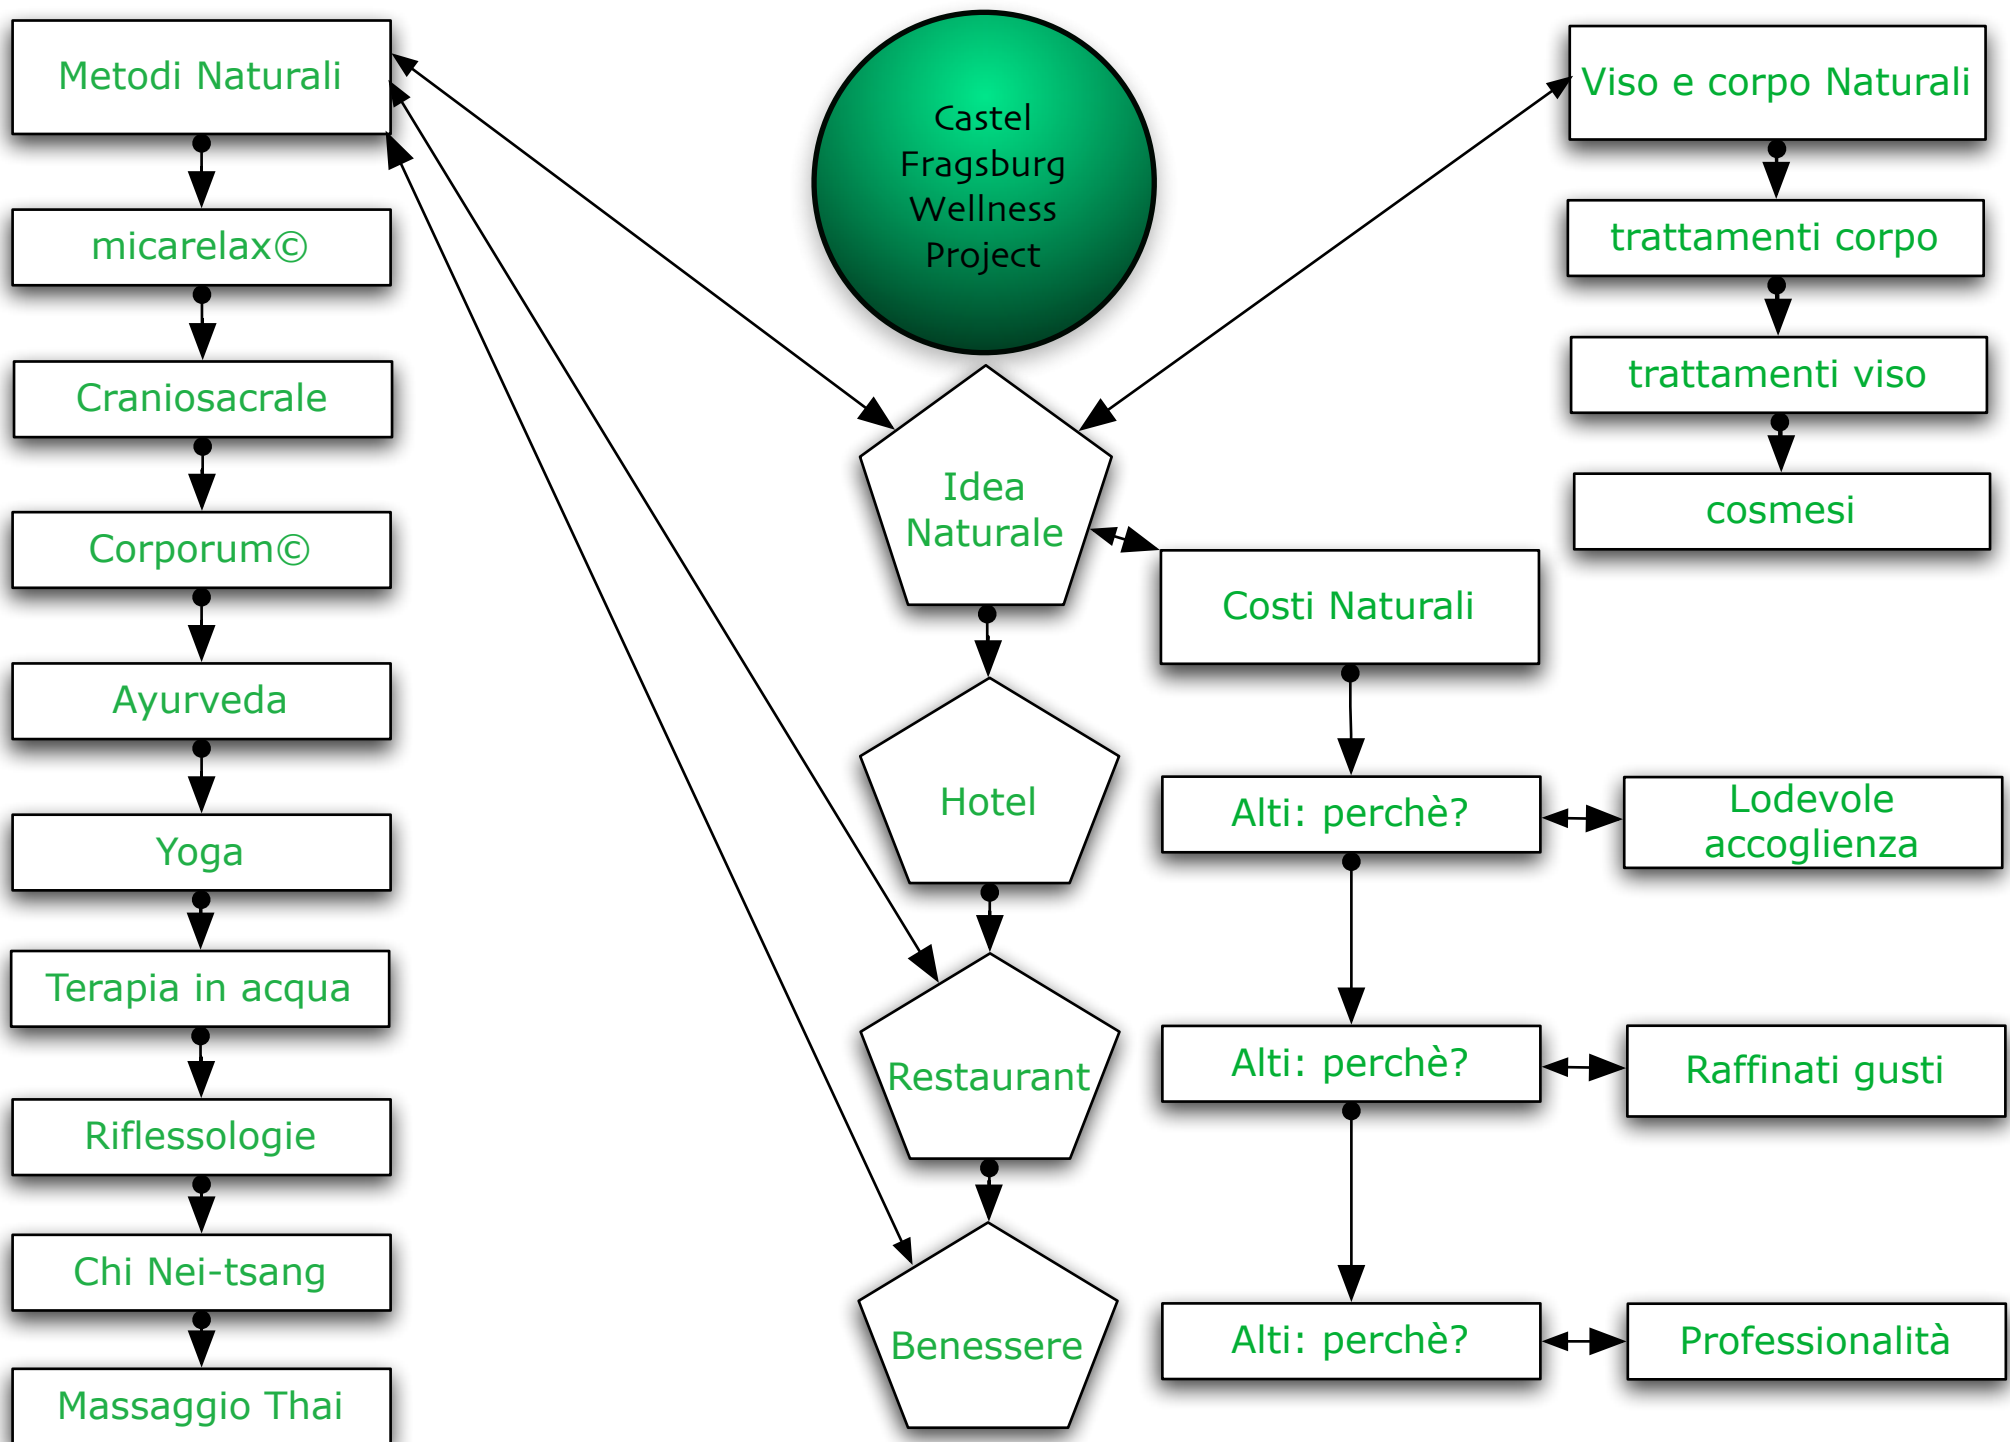 Metodi Naturali
micarelax©
Craniosacrale
Corporum©
Ayurveda
Yoga
Terapia in acqua
Riflessologie
Chi Nei-tsang
Massaggio Thai
Castel
Fragsburg
Wellness
Project
Idea
Naturale
Hotel
Restaurant
Benessere
Costi Naturali
Alti: perchè?
Lodevole
accoglienza
Alti: perchè?
Raffinati gusti
Alti: perchè?
Professionalità
Viso e corpo Naturali
trattamenti corpo
trattamenti viso
cosmesi